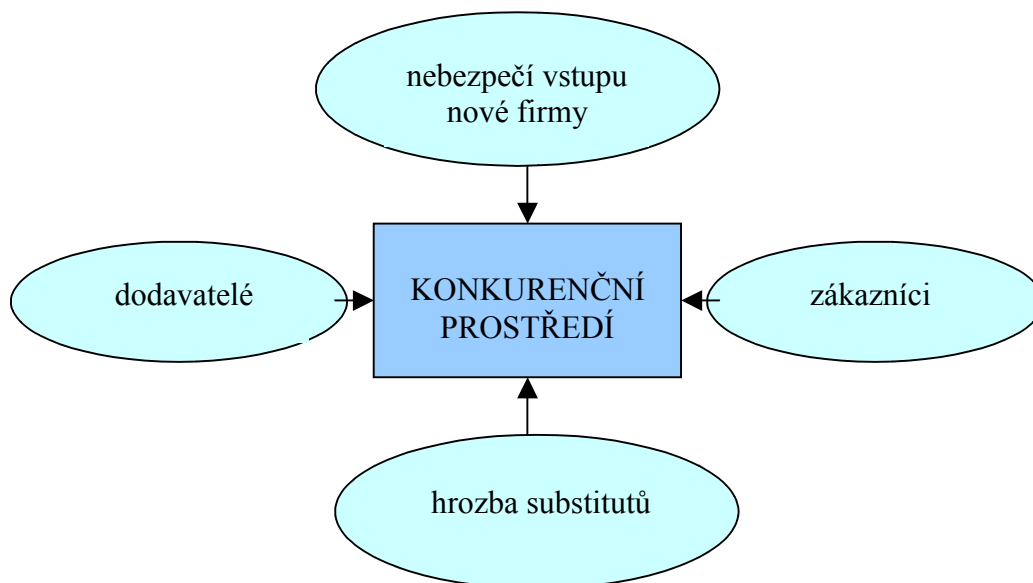 nebezpečí vstupu
nové firmy
dodavatelé
KONKURENČNÍ
PROSTŘEDÍ
zákazníci
hrozba substitutů